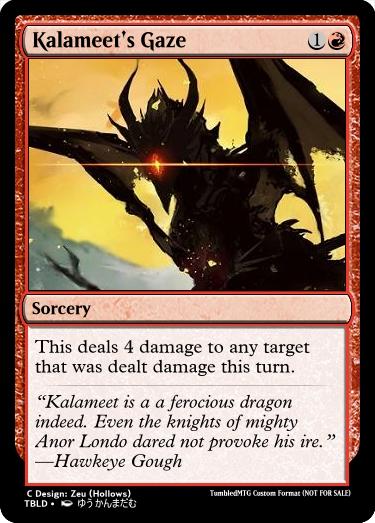 Kalameet's Gaze 1
Sorcery
This deals 4 damage to any target
that was dealt damage this turn.
“Kalameet is a a ferocious dragon
indeed. Even the knights of mighty
Anor Londo dared not provoke his ire.”
—Hawkeye Gough
C Design: Zeu (Hollows) TumbledMTG Custom Format (NOT FOR SALE)
TBLD • ゆうかんまだむ